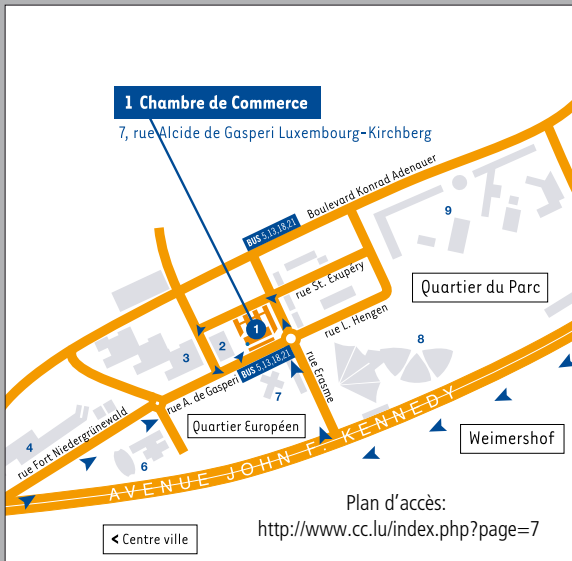 1 Chambre de Commerce
7, rue Alcide de Gasperi Luxembourg-Kirchberg
Boulevard Konrad Adenauer
BUS 5,13,18,21
9
rue St. Exupéry
Quartier du Parc
1
rue L. Hengen
2
3
8
BUS 5,13,18,21
rue A. de Gasperi
rue Erasme
7
Quartier Européen
rue Fort Niedergrünewald
4
6
AVENUE JOHN F. KENNEDY
Weimershof
Plan d'accès:
http://www.cc.lu/index.php?page=7
< Centre ville